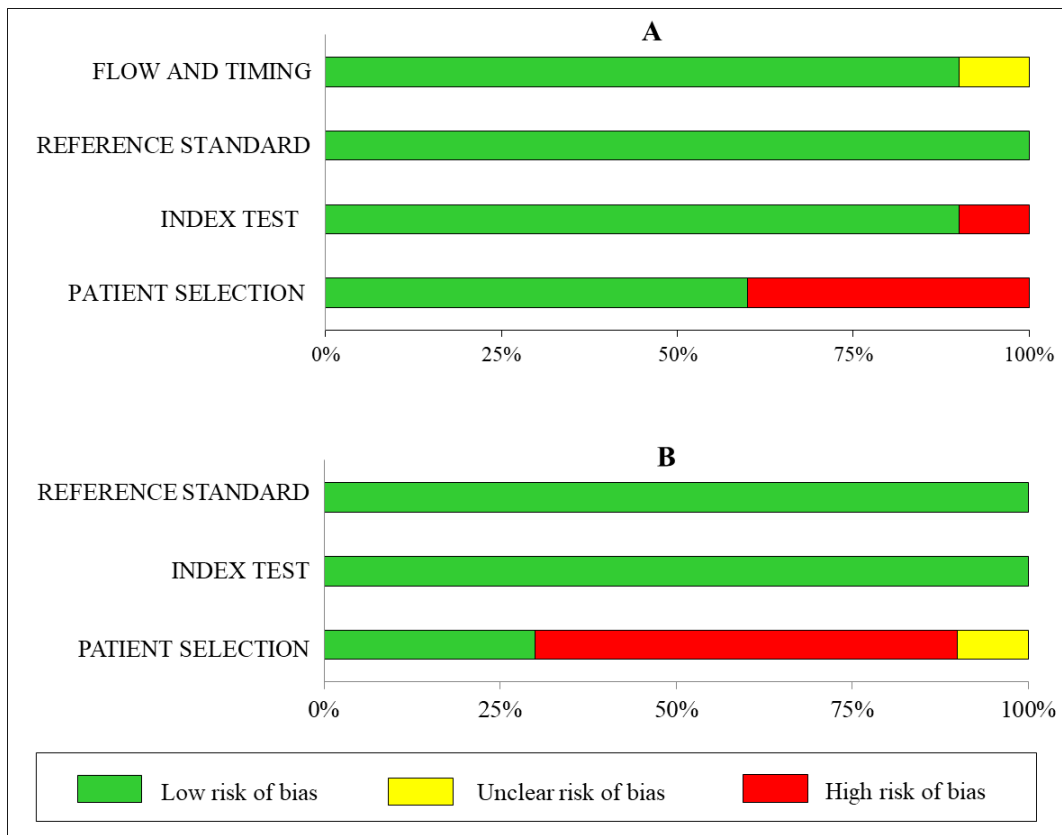 A
FLOW AND TIMING
REFERENCE STANDARD
INDEX TEST
PATIENT SELECTION
0% 25% 50% 75% 100%
B
REFERENCE STANDARD
INDEX TEST
PATIENT SELECTION
0% 25% 50% 75% 100%
Low risk of bias Unclear risk of bias High risk of bias